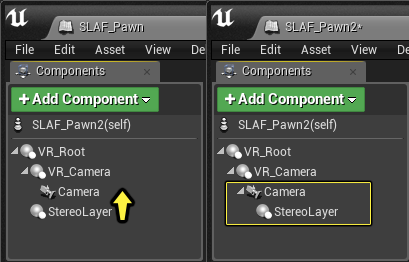 SLAF_Pawn
File Edit Asset View
Components
+Add Component
SLAF_Pawn2(self)
VR_Root
VR_Camera
Camera
StereoLayer
SLAF_Pawn2*
File Edit Asset View De
Components
+Add Component
SLAF_Pawn2(self)
VR_Root
VR_Camera
Camera
StereoLayer